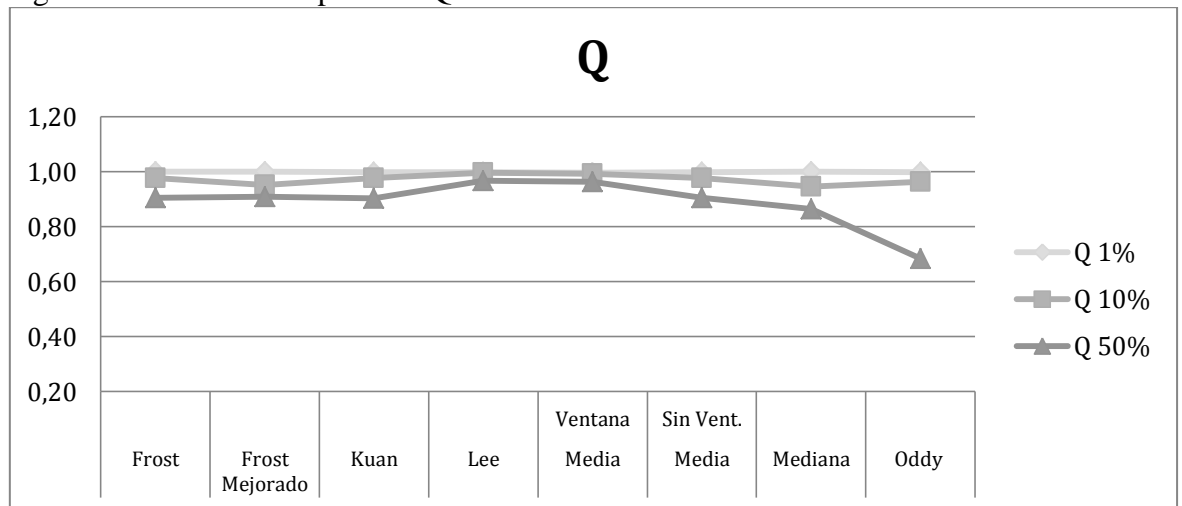 Q
1,20
1,00
0,80
0,60
0,40
0,20
Q 1%
Q 10%
Q 50%
Ventana
Sin Vent.
Frost
Frost
Mejorado
Kuan
Lee
Media
Media
Mediana
Oddy